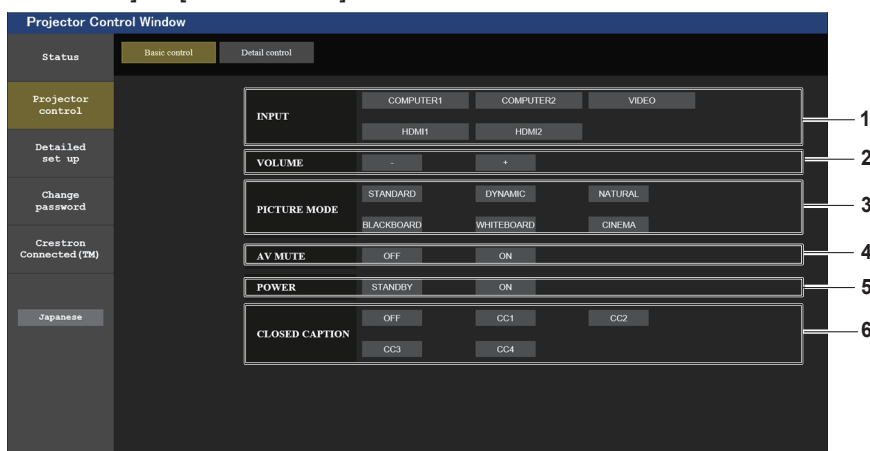 Projector Control Window
Status
Basic control
Detail control
Projector
control
Detailed
set up
Change
password
Crestron
Connected(TM)
Japanese
INPUT
COMPUTER1
COMPUTER2
VIDEO
HDMI1
HDMI2
1
VOLUME
-
+
2
PICTURE MODE
STANDARD
DYNAMIC
NATURAL
BLACKBOARD
WHITEBOARD
CINEMA
3
AV MUTE
OFF
ON
4
POWER
STANDBY
ON
5
CLOSED CAPTION
OFF
CC1
CC2
CC3
CC4
6